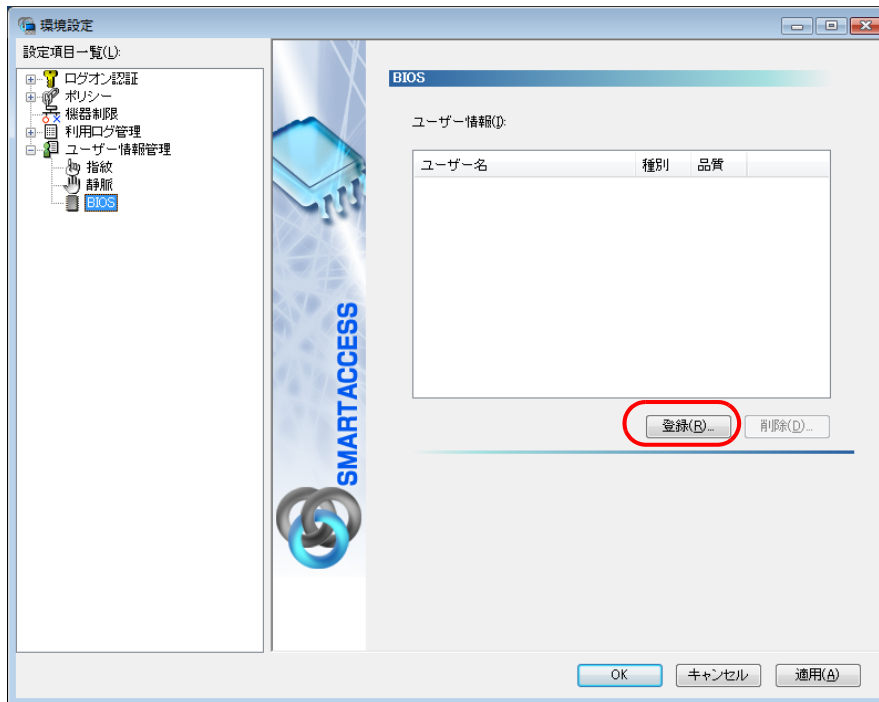 環境設定
設定項目一覧(L):
ログオン認証
ポリシー
機器制限
利用ログ管理
ユーザー情報管理
指紋
静脈
BIOS
SMARTACCESS
BIOS
ユーザー情報(I):
ユーザー名 種別 品質
登録(R)... 削除(D)...
OK キャンセル 適用(A)